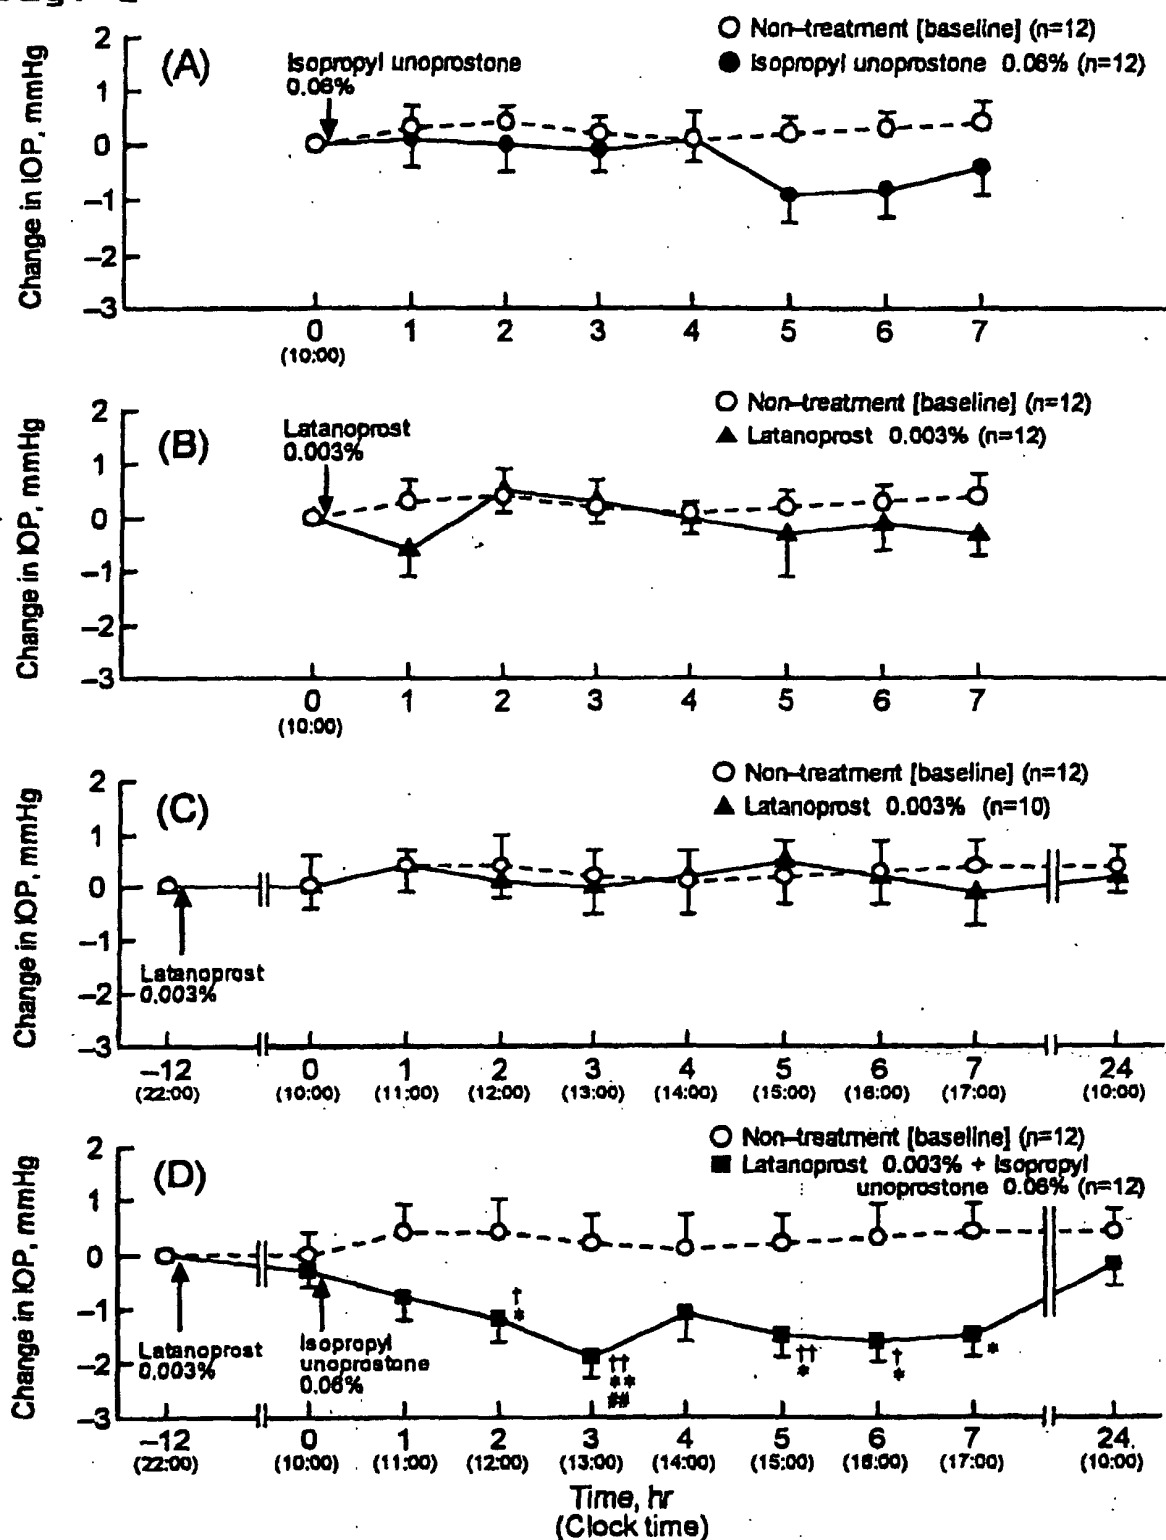 2
(A)
Isopropyl unoprostone
0.06%
Non-treatment [baseline] (n=12)
Isopropyl unoprostone 0.06% (n=12)
Change in IOP, mmHg
2
1
0
-1
-2
-3
0 1 2 3 4 5 6 7
(10:00)
(B)
Latanoprost
0.003%
Non-treatment [baseline] (n=12)
Latanoprost 0.003% (n=12)
Change in IOP, mmHg
2
1
0
-1
-2
-3
0 1 2 3 4 5 6 7
(10:00)
(C)
Non-treatment [baseline] (n=12)
Latanoprost 0.003% (n=10)
Change in IOP, mmHg
2
1
0
-1
-2
-3
Latanoprost
0.003%
-12 0 1 2 3 4 5 6 7 24
(22:00) (10:00) (11:00) (12:00) (13:00) (14:00) (15:00) (16:00) (17:00) (10:00)
(D)
Non-treatment [baseline] (n=12)
Latanoprost 0.003% + Isopropyl
unoprostone 0.06% (n=12)
Change in IOP, mmHg
2
1
0
-1
-2
-3
Latanoprost
0.003%
Isopropyl
unoprostone
0.06%
†
*
††
**
##
††
*
†
*
*
-12 0 1 2 3 4 5 6 7 24
(22:00) (10:00) (11:00) (12:00) (13:00) (14:00) (15:00) (16:00) (17:00) (10:00)
Time, hr
(Clock time)